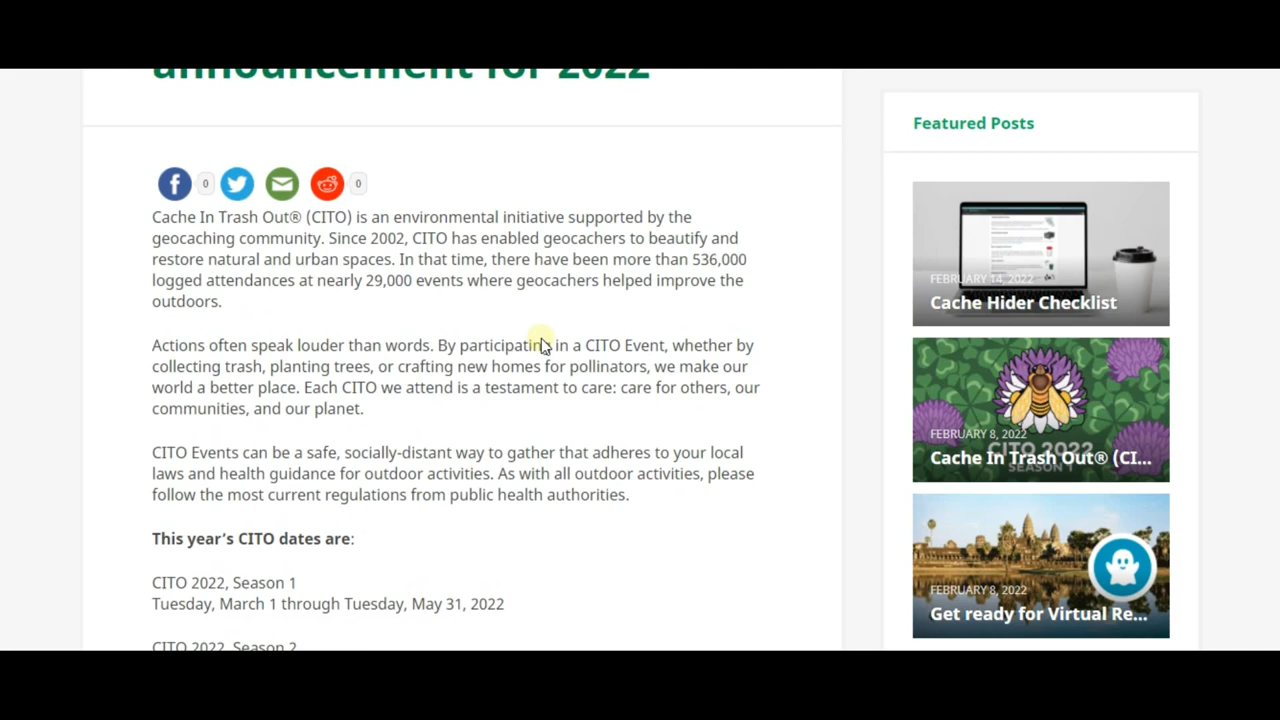 announcement for 2022
0
0
Cache In Trash Out® (CITO) is an environmental initiative supported by the
geocaching community. Since 2002, CITO has enabled geocachers to beautify and
restore natural and urban spaces. In that time, there have been more than 536,000
logged attendances at nearly 29,000 events where geocachers helped improve the
outdoors.
Actions often speak louder than words. By participating in a CITO Event, whether by
collecting trash, planting trees, or crafting new homes for pollinators, we make our
world a better place. Each CITO we attend is a testament to care: care for others, our
communities, and our planet.
CITO Events can be a safe, socially-distant way to gather that adheres to your local
laws and health guidance for outdoor activities. As with all outdoor activities, please
follow the most current regulations from public health authorities.
This year's CITO dates are:
CITO 2022, Season 1
Tuesday, March 1 through Tuesday, May 31, 2022
CITO 2022, Season 2
Featured Posts
FEBRUARY 14, 2022
Cache Hider Checklist
FEBRUARY 8, 2022
CITO 2022
Cache In Trash Out® (CI...
SEASON 1
FEBRUARY 8, 2022
Get ready for Virtual Re...